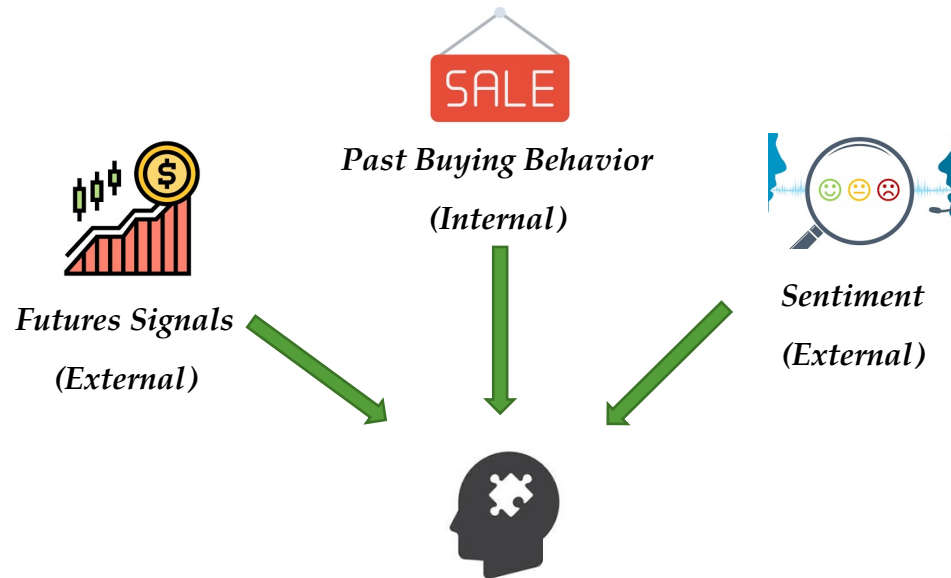 SALE
Past Buying Behavior
(Internal)
$
Futures Signals
(External)
Sentiment
(External)